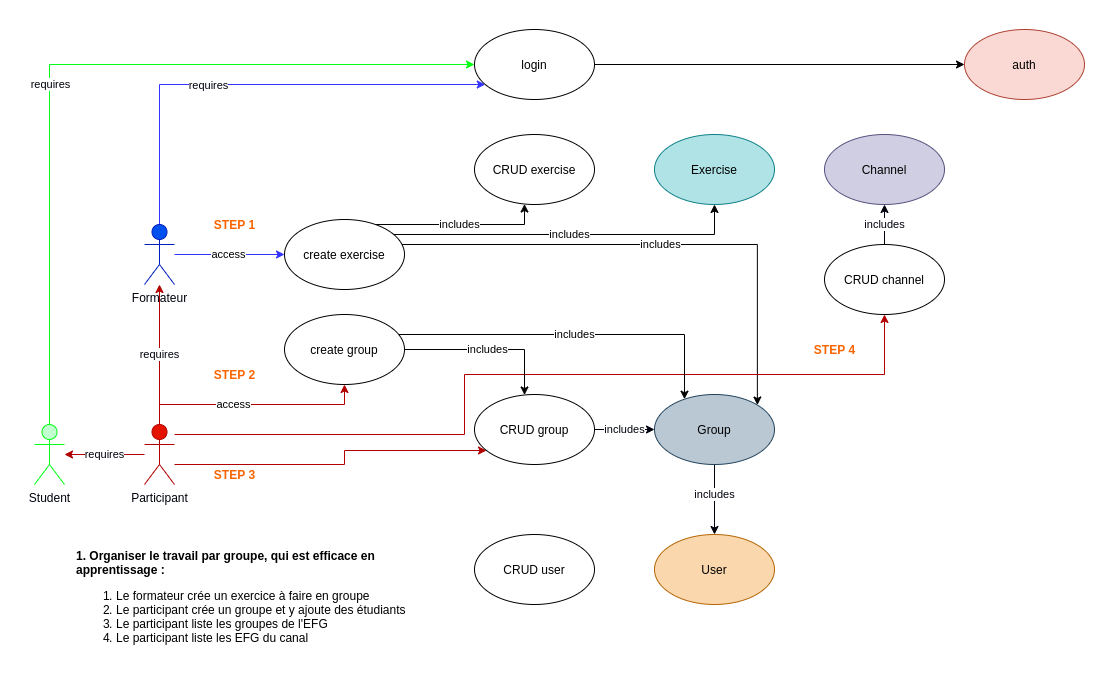 login
auth
requires
requires
CRUD exercise
Exercise
Channel
STEP 1
includes
includes
includes
includes
access
create exercise
CRUD channel
Formateur
includes
create group
includes
STEP 4
requires
STEP 2
access
CRUD group
includes
Group
requires
STEP 3
Student
Participant
includes
1. Organiser le travail par groupe, qui est efficace en
apprentissage :
CRUD user
User
1. Le formateur crée un exercice à faire en groupe
2. Le participant crée un groupe et y ajoute des étudiants
3. Le participant liste les groupes de l'EFG
4. Le participant liste les EFG du canal